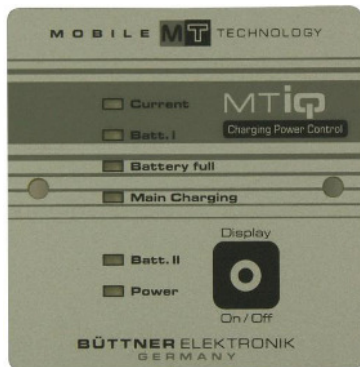 MOBILE MT TECHNOLOGY
Current
MTiQ
Batt. I
Charging Power Control
Battery full
Main Charging
Display
Batt. II
Power
On / Off
BÜTTNER ELEKTRONIK
GERMANY